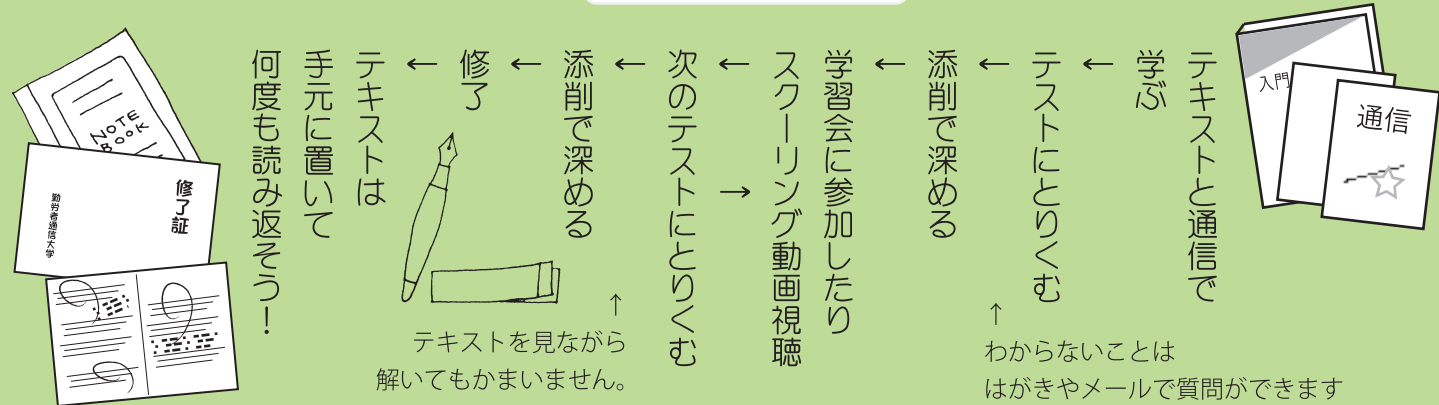 入門
通信
テキストと通信で
学ぶ
←
テストにとりくむ
←
添削で深める
←
学習会に参加したり
スクーリング動画視聴
←
→
次のテストにとりくむ
←
添削で深める
←
修了
←
テキストは
手元に置いて
何度も読み返そう！
↑
わからないことは
はがきやメールで質問ができます
↑
テキストを見ながら
解いてもかまいません。
NOTE
BOOK
修了証
勤労者通信大学